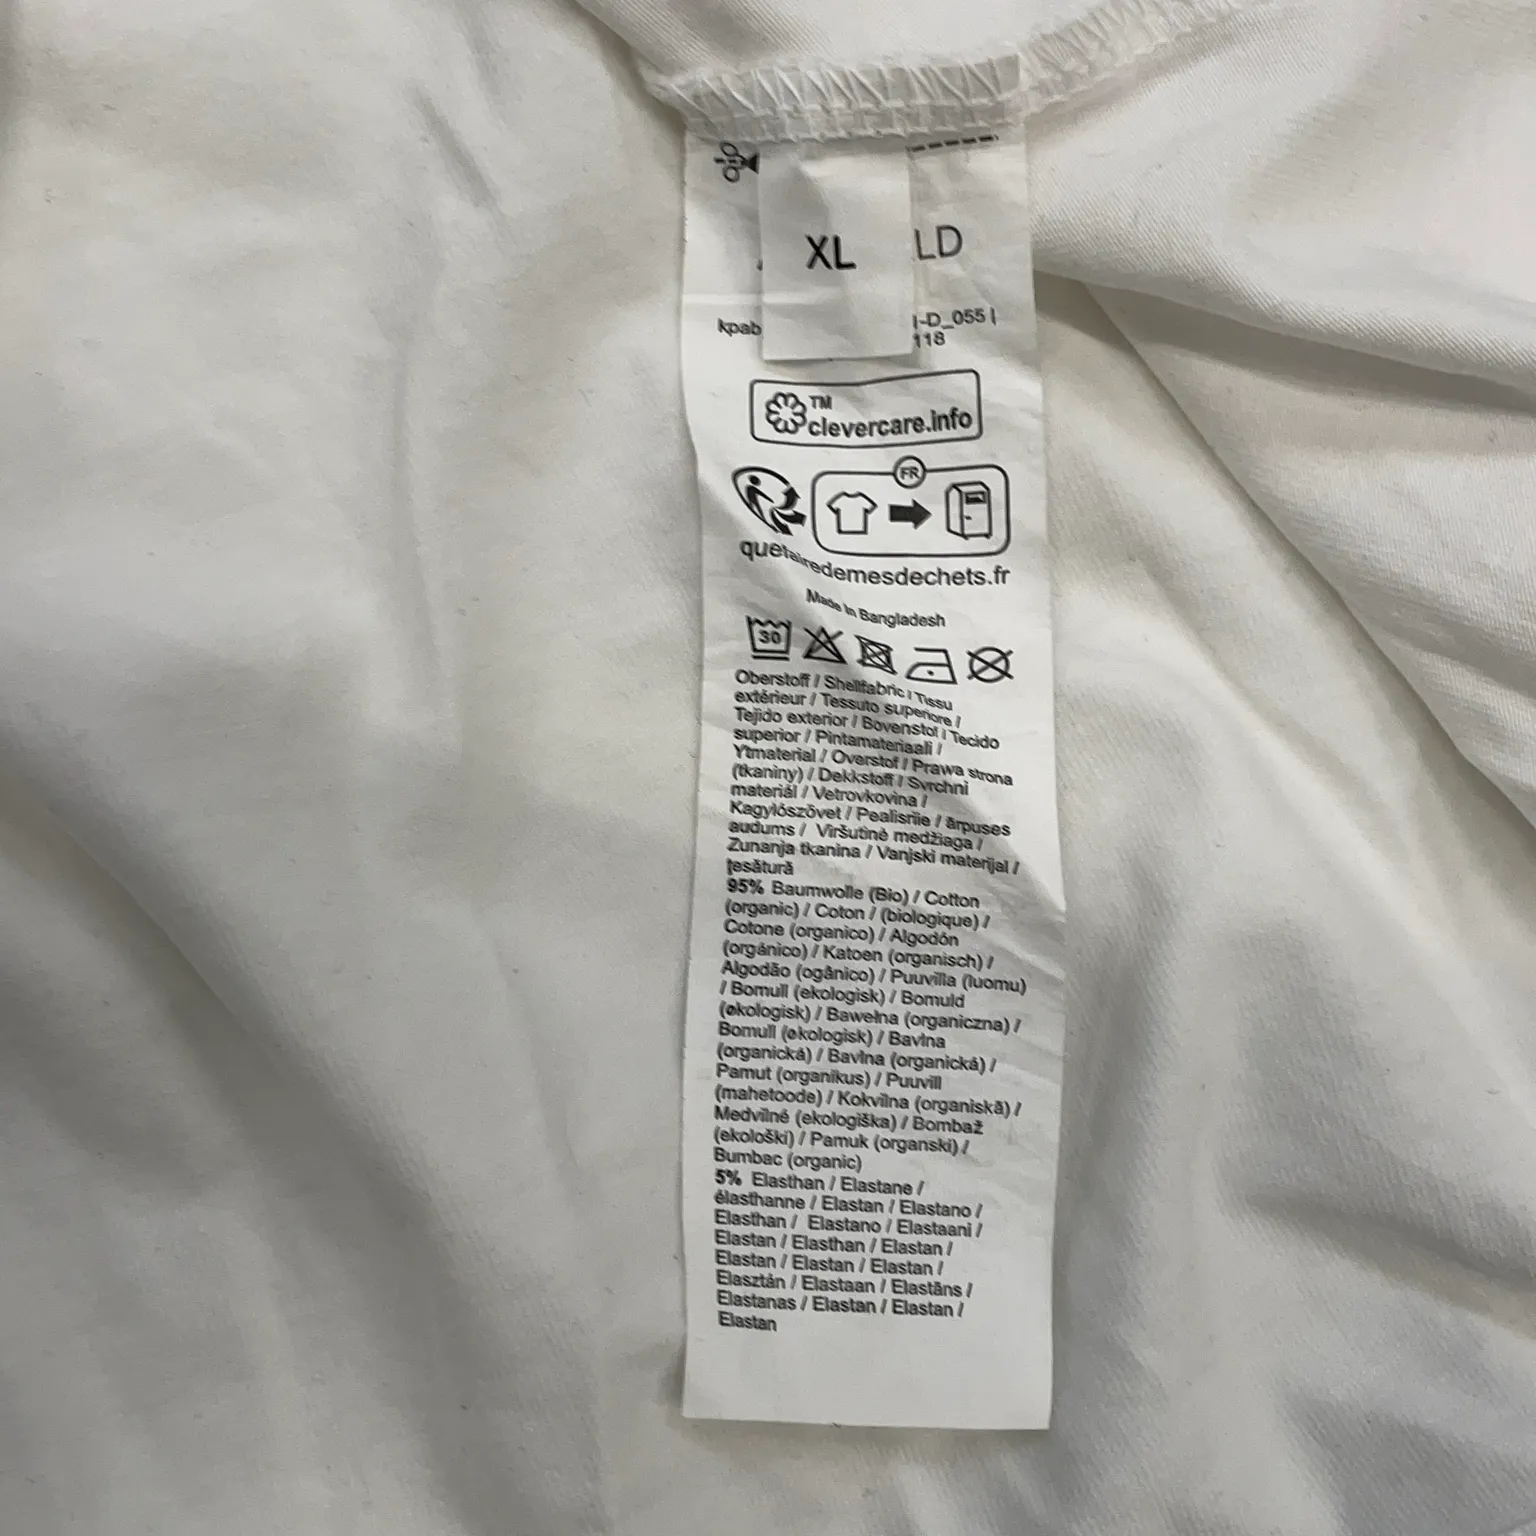 XL
LD
kpab
-D_055 |
118
TM
clevercare.info
FR
quefairedemesdechets.fr
Made in Bangladesh
30
Oberstoff / Shellfabric / Tissu
extérieur / Tessuto superiore /
Tejido exterior / Bovenstof / Tecido
superior / Pintamateriaali /
Ytmaterial / Overstof / Prawa strona
(tkaniny) / Dekkstoff / Svrchni
materiál / Vetrovkovina /
Kagylószövet / Pealisriie / ārpuses
audums / Viršutinė medžiaga /
Zunanja tkanina / Vanjski materijal /
ţesătură
95% Baumwolle (Bio) / Cotton
(organic) / Coton / (biologique) /
Cotone (organico) / Algodón
(orgánico) / Katoen (organisch) /
Algodão (ogânico) / Puuvilla (luomu)
/ Bomull (ekologisk) / Bomuld
(økologisk) / Bawełna (organiczna) /
Bomull (økologisk) / Bavlna
(organická) / Bavlna (organická) /
Pamut (organikus) / Puuvill
(mahetoode) / Kokvilna (organiskā) /
Medvilnė (ekologiška) / Bombaž
(ekološki) / Pamuk (organski) /
Bumbac (organic)
5% Elasthan / Elastane /
élasthanne / Elastan / Elastano /
Elasthan / Elastano / Elastaani /
Elastan / Elasthan / Elastan /
Elastan / Elastan / Elastan /
Elasztán / Elastaan / Elastāns /
Elastanas / Elastan / Elastan /
Elastan